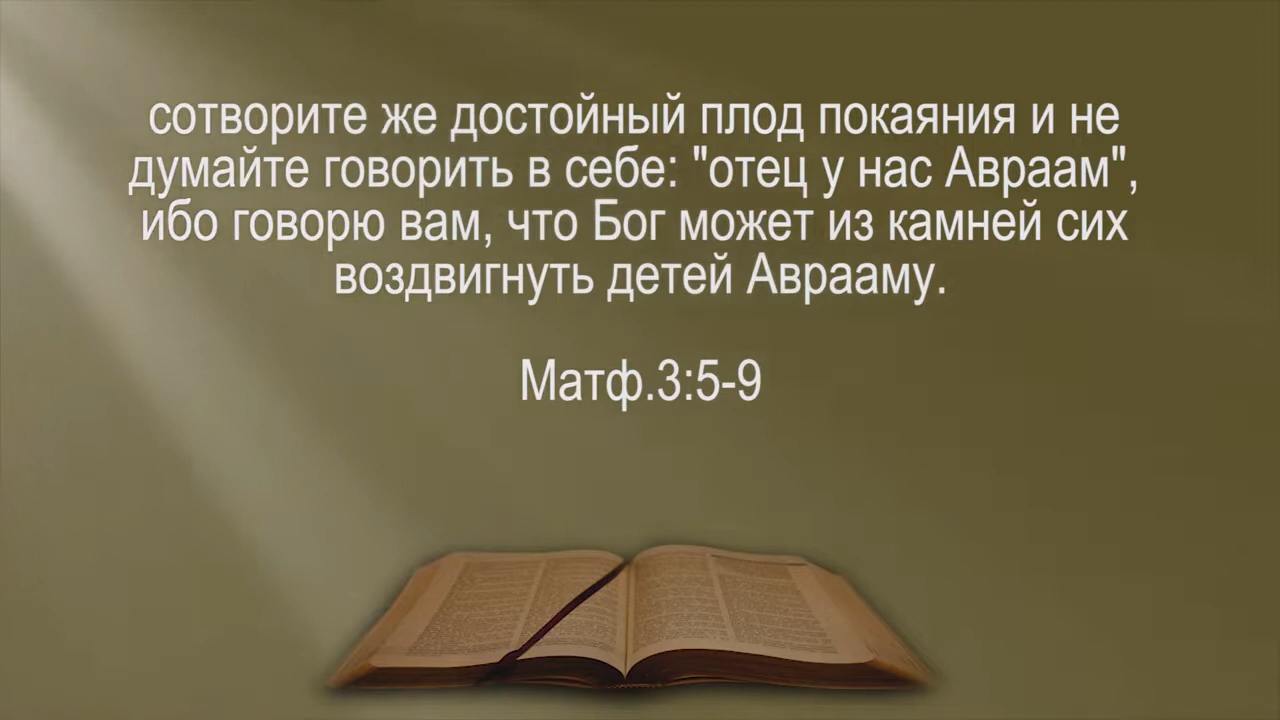 сотворите же достойный плод покаяния и не
думайте говорить в себе: "отец у нас Авраам",
ибо говорю вам, что Бог может из камней сих
воздвигнуть детей Аврааму.
Матф.3:5-9